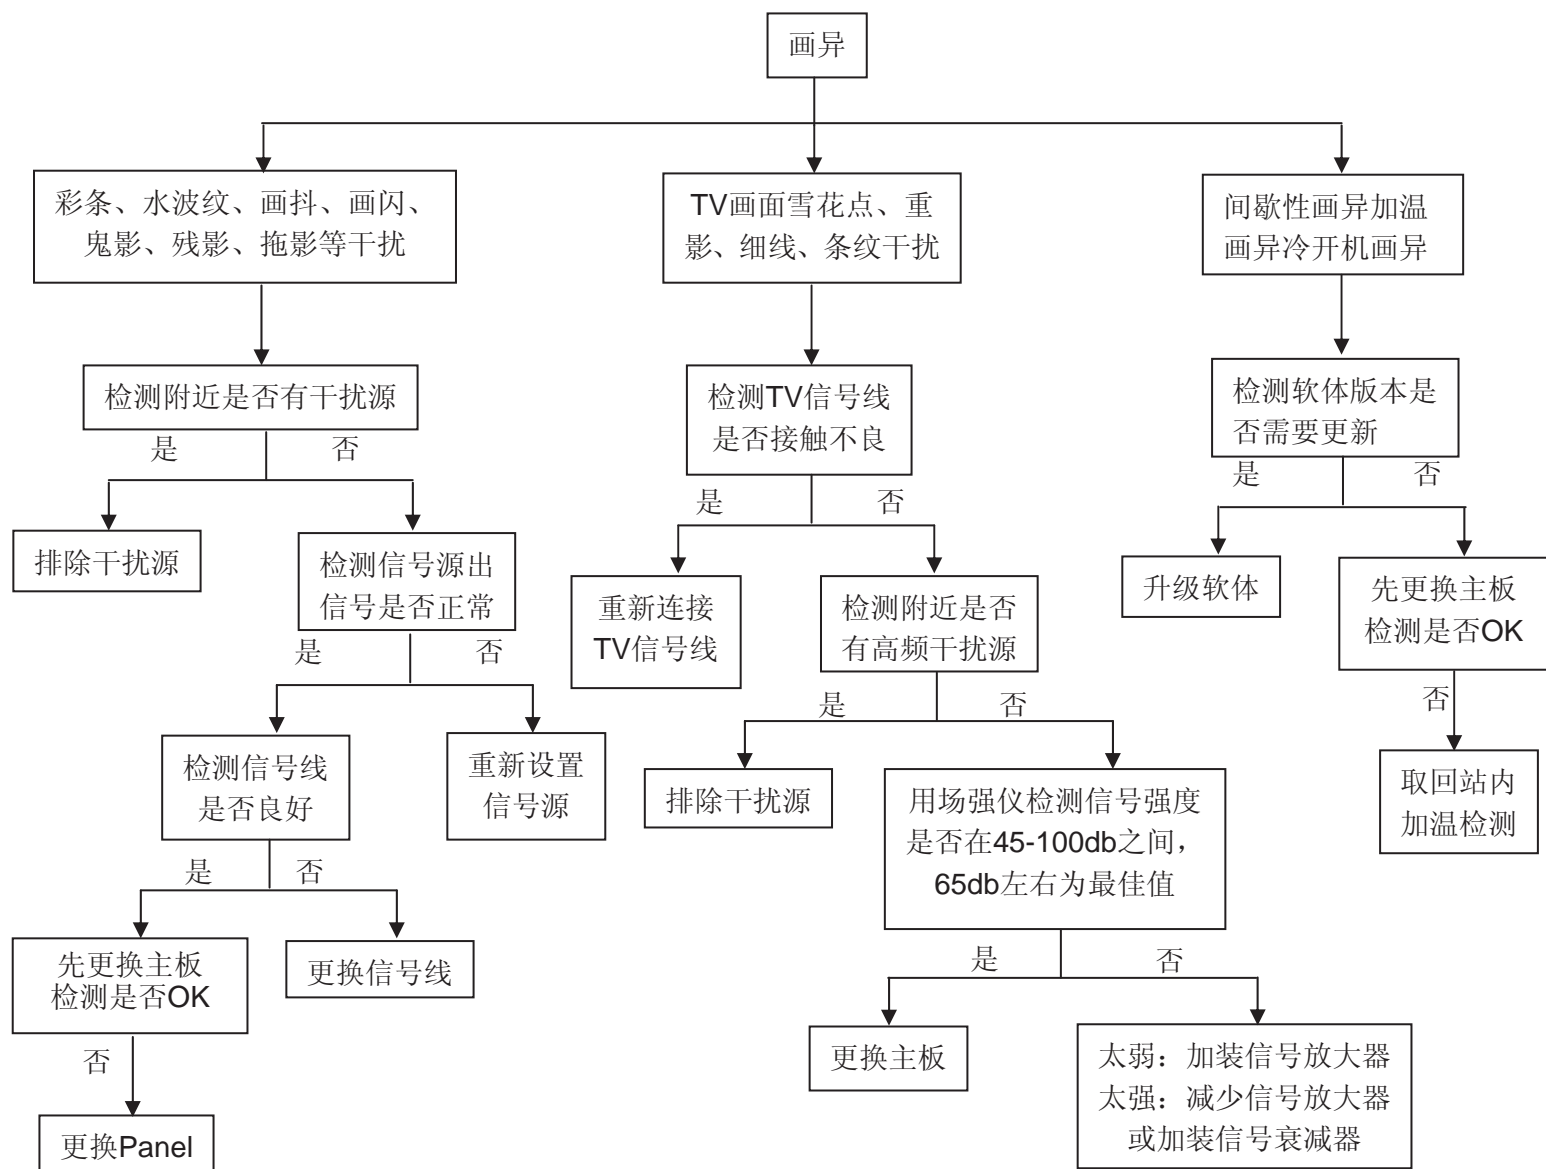 画异
彩条、水波纹、画抖、画闪、
鬼影、残影、拖影等干扰
TV画面雪花点、重
影、细线、条纹干扰
间歇性画异加温
画异冷开机画异
检测附近是否有干扰源
检测TV信号线
是否接触不良
检测软体版本是
否需要更新
是
否
是
否
是
否
排除干扰源
检测信号源出
信号是否正常
重新连接
TV信号线
检测附近是否
有高频干扰源
升级软体
先更换主板
检测是否OK
是
否
是
否
否
检测信号线
是否良好
重新设置
信号源
排除干扰源
用场强仪检测信号强度
是否在45-100db之间，
65db左右为最佳值
取回站内
加温检测
是
否
是
否
先更换主板
检测是否OK
更换信号线
更换主板
太弱：加装信号放大器
太强：减少信号放大器
或加装信号衰减器
否
更换Panel